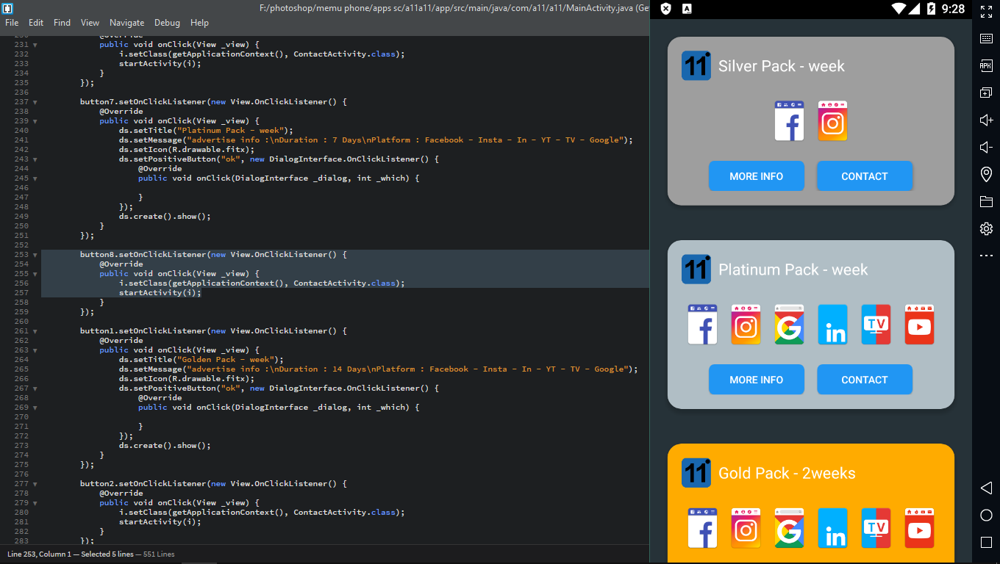 F:/photoshop/memu phone/apps sc/a11a11/app/src/main/java/com/a11/a11/MainActivity.java (Ge
File Edit Find View Navigate Debug Help
230 @Override
231 public void onClick(View _view) {
232 i.setClass(getApplicationContext(), ContactActivity.class);
233 startActivity(i);
234 }
235 });
236
237 button7.setOnClickListener(new View.OnClickListener() {
238 @Override
239 public void onClick(View _view) {
240 ds.setTitle("Platinum Pack - week");
241 ds.setMessage("advertise info :\nDuration : 7 Days\nPlatform : Facebook - Insta - In - YT - TV - Google");
242 ds.setIcon(R.drawable.fitx);
243 ds.setPositiveButton("ok", new DialogInterface.OnClickListener() {
244 @Override
245 public void onClick(DialogInterface _dialog, int _which) {
246
247 }
248 });
249 ds.create().show();
250 }
251 });
252
253 button8.setOnClickListener(new View.OnClickListener() {
254 @Override
255 public void onClick(View _view) {
256 i.setClass(getApplicationContext(), ContactActivity.class);
257 startActivity(i);
258 }
259 });
260
261 button1.setOnClickListener(new View.OnClickListener() {
262 @Override
263 public void onClick(View _view) {
264 ds.setTitle("Golden Pack - week");
265 ds.setMessage("advertise info :\nDuration : 14 Days\nPlatform : Facebook - Insta - In - YT - TV - Google");
266 ds.setIcon(R.drawable.fitx);
267 ds.setPositiveButton("ok", new DialogInterface.OnClickListener() {
268 @Override
269 public void onClick(DialogInterface _dialog, int _which) {
270
271 }
272 });
273 ds.create().show();
274 }
275 });
276
277 button2.setOnClickListener(new View.OnClickListener() {
278 @Override
279 public void onClick(View _view) {
280 i.setClass(getApplicationContext(), ContactActivity.class);
281 startActivity(i);
282 }
283 });
Line 253, Column 1 — Selected 5 lines — 551 Lines
A 9:28
11 Silver Pack - week
f
MORE INFO CONTACT
11 Platinum Pack - week
f G in TV
MORE INFO CONTACT
11 Gold Pack - 2weeks
f G in TV
APK